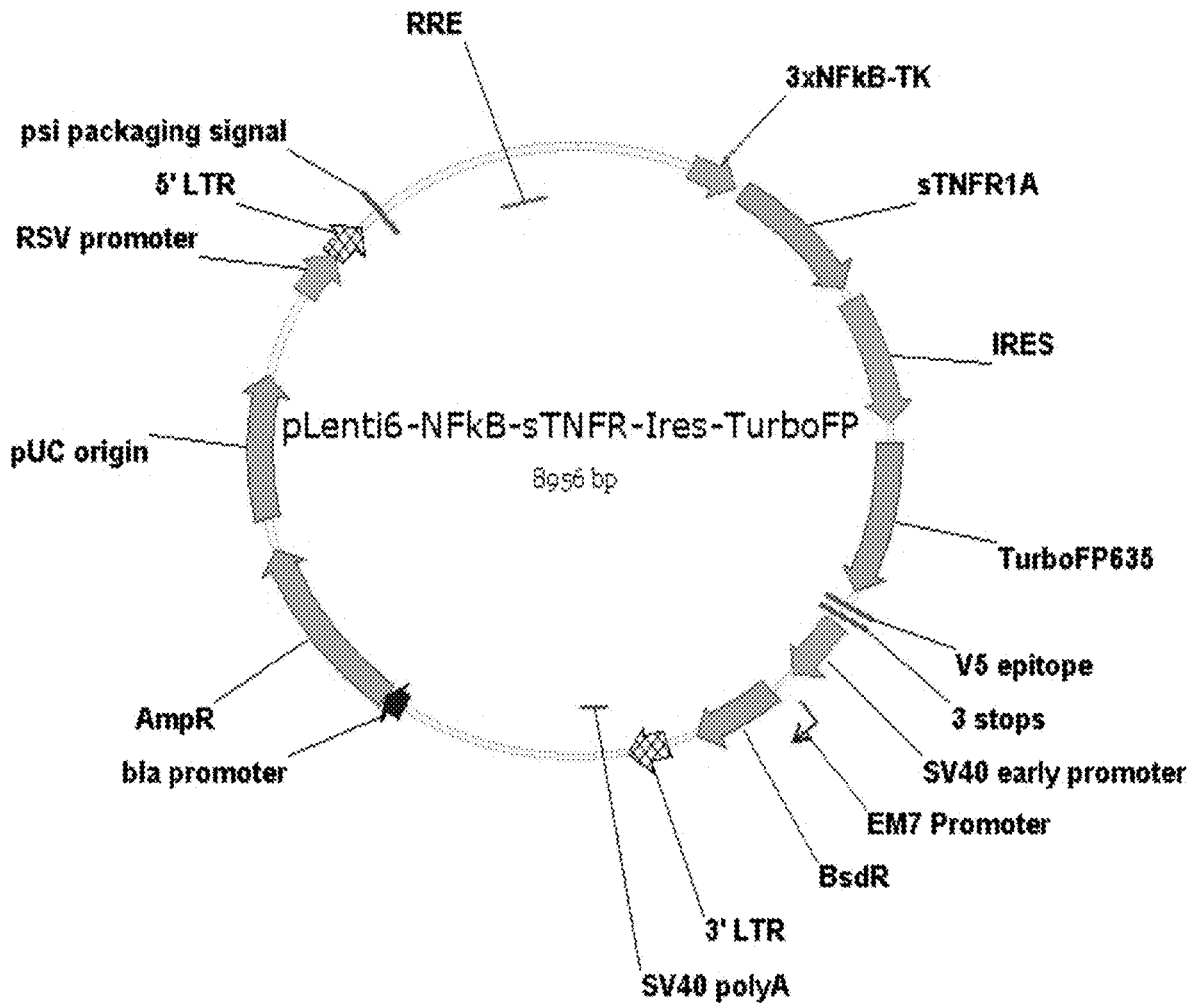 RRE
3xNFkB-TK
psi packaging signal
5' LTR
sTNFR1A
RSV promoter
IRES
pLenti6-NFkB-sTNFR-Ires-TurboFP
pUC origin
8956 bp
TurboFP635
V5 epitope
AmpR
3 stops
bla promoter
SV40 early promoter
EM7 Promoter
BsdR
3' LTR
SV40 polyA